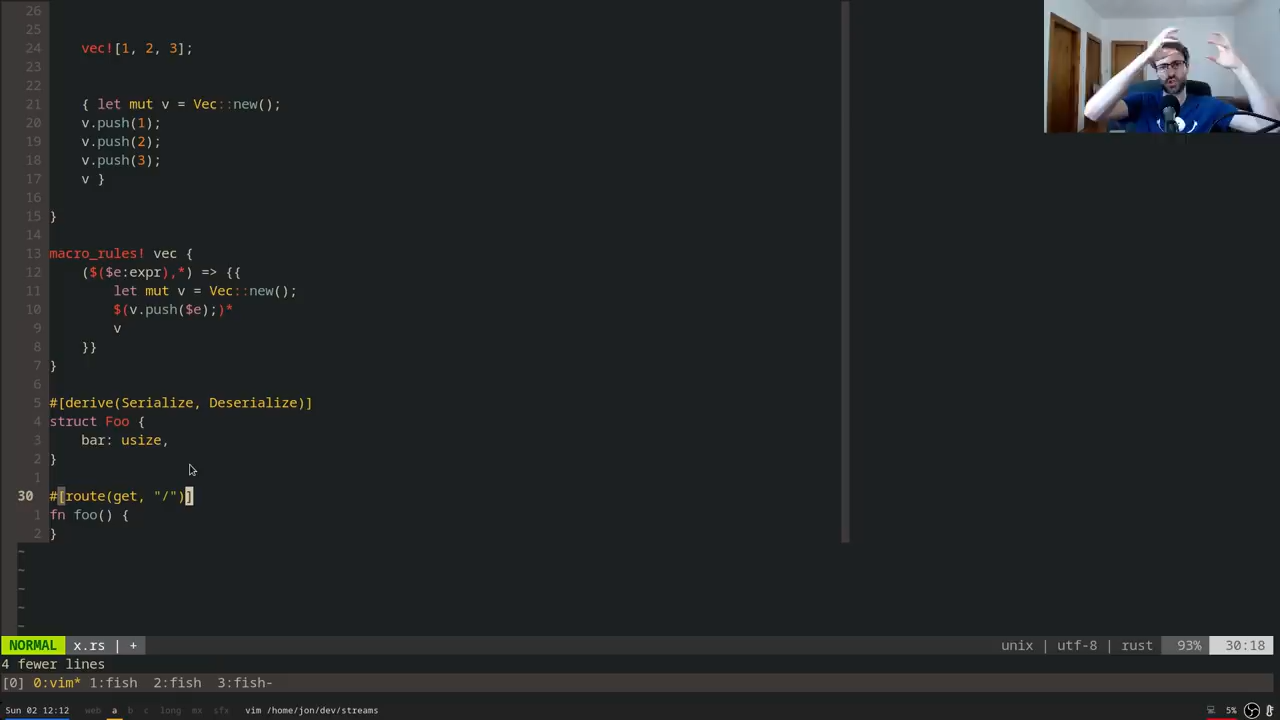 26
25
24 vec![1, 2, 3];
23
22
21 { let mut v = Vec::new();
20 v.push(1);
19 v.push(2);
18 v.push(3);
17 v }
16
15 }
14
13 macro_rules! vec {
12 ($($e:expr),*) => {{
11 let mut v = Vec::new();
10 $(v.push($e);)*
9 v
8 }}
7 }
6
5 #[derive(Serialize, Deserialize)]
4 struct Foo {
3 bar: usize,
2 }
1
30 #[route(get, "/")]
1 fn foo() {
2 }
~
~
~
~
~
NORMAL x.rs | + unix | utf-8 | rust 93% 30:18
4 fewer lines
[0] 0:vim* 1:fish 2:fish 3:fish-
Sun 02 12:12 web a b c long mx sfx vim /home/jon/dev/streams 5%